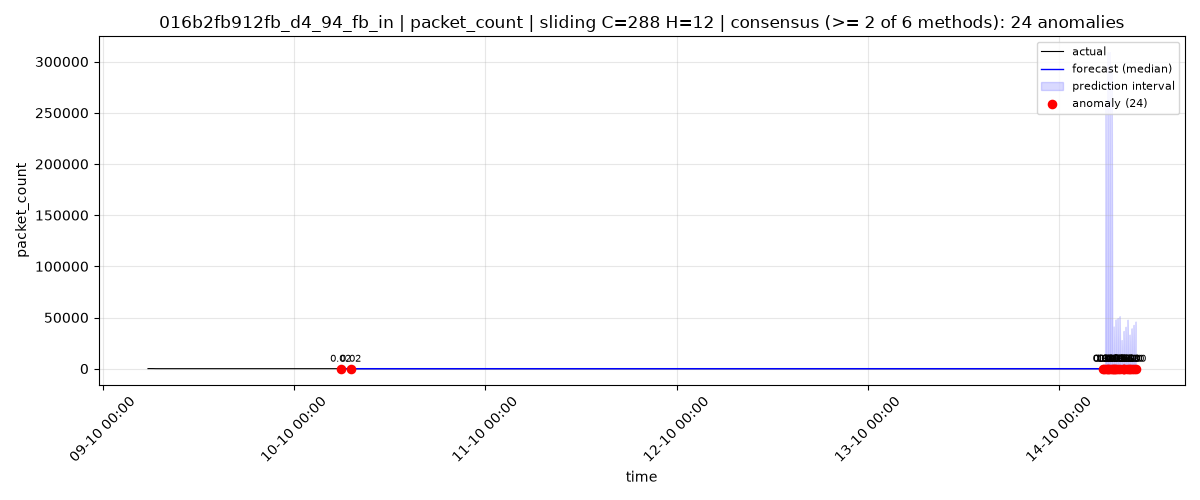 016b2fb912fb_d4_94_fb_in | packet_count | sliding C=288 H=12 | consensus (>= 2 of 6 methods): 24 anomalies
actual
forecast (median)
prediction interval
anomaly (24)
packet_count
300000
250000
200000
150000
100000
50000
0
09-10 00:00
10-10 00:00
11-10 00:00
12-10 00:00
13-10 00:00
14-10 00:00
time